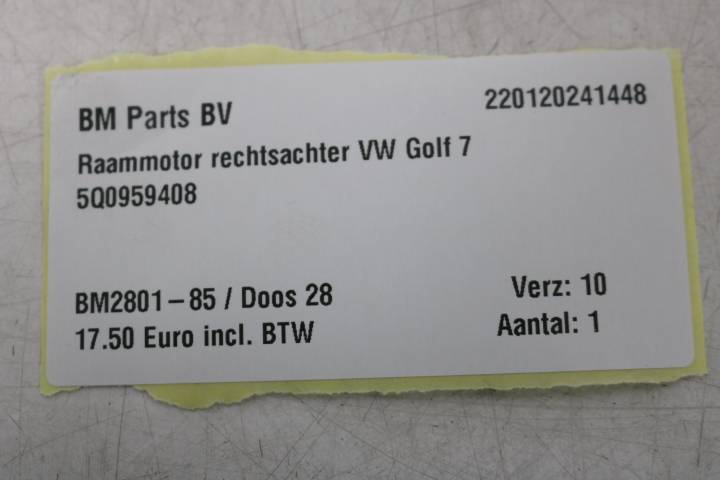 BM Parts BV
220120241448
Raammotor rechtsachter VW Golf 7
5Q0959408
BM2801-85 / Doos 28
Verz: 10
17.50 Euro incl. BTW
Aantal: 1